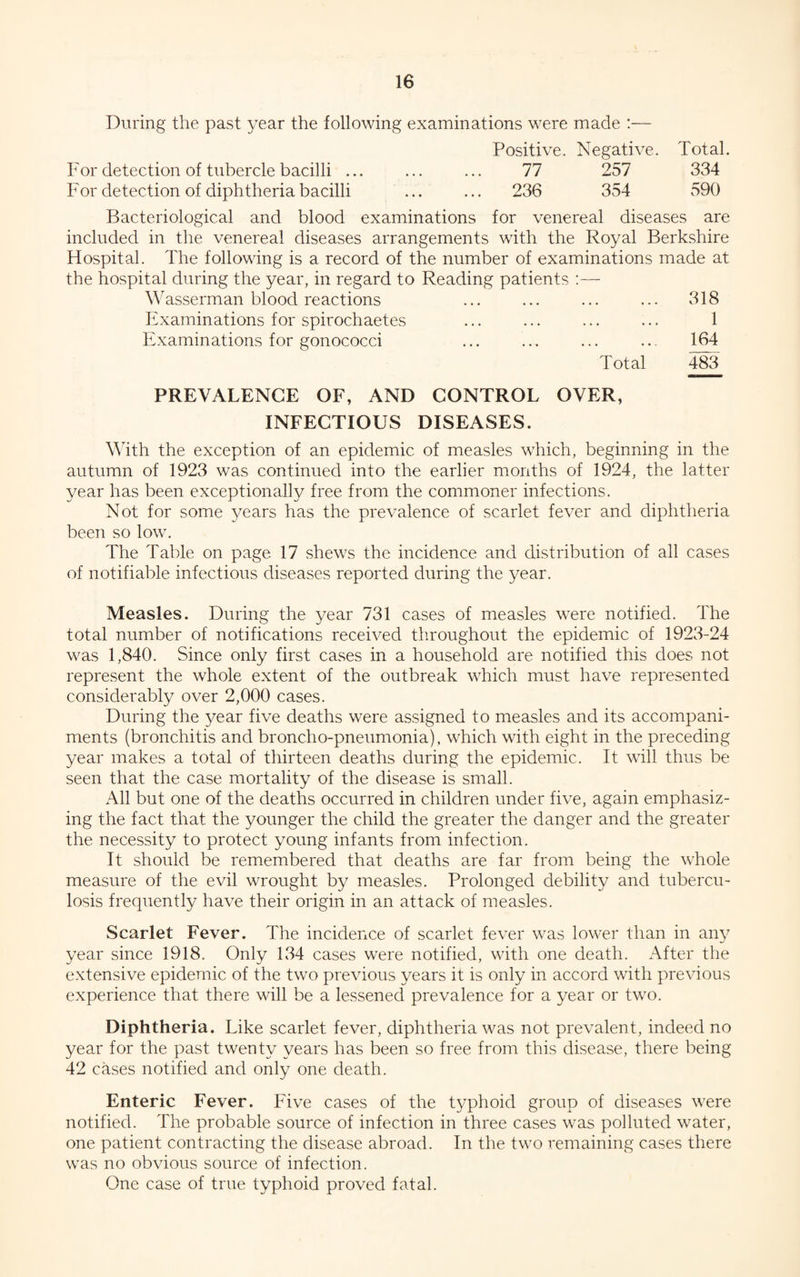 16
During the past year the following examinations were made :—
Positive. Negative. Total.
For detection of tubercle bacilli ... ... ... 77 257 334
For detection of diphtheria bacilli ... ... 236 354 590
Bacteriological and blood examinations for venereal diseases are
included in the venereal diseases arrangements with the Royal Berkshire
Hospital. The following is a record of the number of examinations made at
the hospital during the year, in regard to Reading patients :—
Wasserman blood reactions ... ... ... ... 318
Examinations for spirochaetes ... ... ... ... 1
Examinations for gonococci ... ... ... ... 164
Total 483
PREVALENCE OF, AND CONTROL OVER,
INFECTIOUS DISEASES.
With the exception of an epidemic of measles which, beginning in the
autumn of 1923 was continued into the earlier months of 1924, the latter
year has been exceptionally free from the commoner infections.
Not for some years has the prevalence of scarlet fever and diphtheria
been so low.
The Table on page 17 shews the incidence and distribution of all cases
of notifiable infectious diseases reported during the year.
Measles. During the year 731 cases of measles were notified. The
total number of notifications received throughout the epidemic of 1923-24
was 1,840. Since only first cases in a household are notified this does not
represent the whole extent of the outbreak which must have represented
considerably over 2,000 cases.
During the year five deaths were assigned to measles and its accompani-
ments (bronchitis and broncho-pneumonia), which with eight in the preceding
year makes a total of thirteen deaths during the epidemic. It will thus be
seen that the case mortality of the disease is small.
All but one of the deaths occurred in children under five, again emphasiz-
ing the fact that the younger the child the greater the danger and the greater
the necessity to protect young infants from infection.
It should be remembered that deaths are far from being the whole
measure of the evil wrought by measles. Prolonged debility and tubercu-
losis frequently have their origin in an attack of measles.
Scarlet Fever. The incidence of scarlet fever was lower than in any
year since 1918. Only 134 cases were notified, with one death. After the
extensive epidemic of the two previous years it is only in accord with previous
experience that there will be a lessened prevalence for a year or two.
Diphtheria. Like scarlet fever, diphtheria was not prevalent, indeed no
year for the past twenty years has been so free from this disease, there being
42 cases notified and only one death.
Enteric Fever. Five cases of the typhoid group of diseases were
notified. The probable source of infection in three cases was polluted water,
one patient contracting the disease abroad. In the two remaining cases there
was no obvious source of infection.
One case of true typhoid proved fatal.